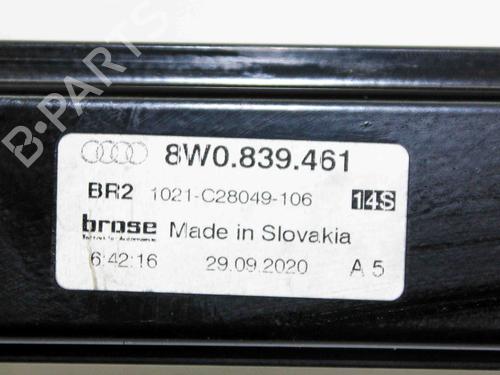 8W0.839.461
BR2 1021-C28049-106 14S
brose Made in Slovakia
6:42:16 29.09.2020 A5
B-PARTS